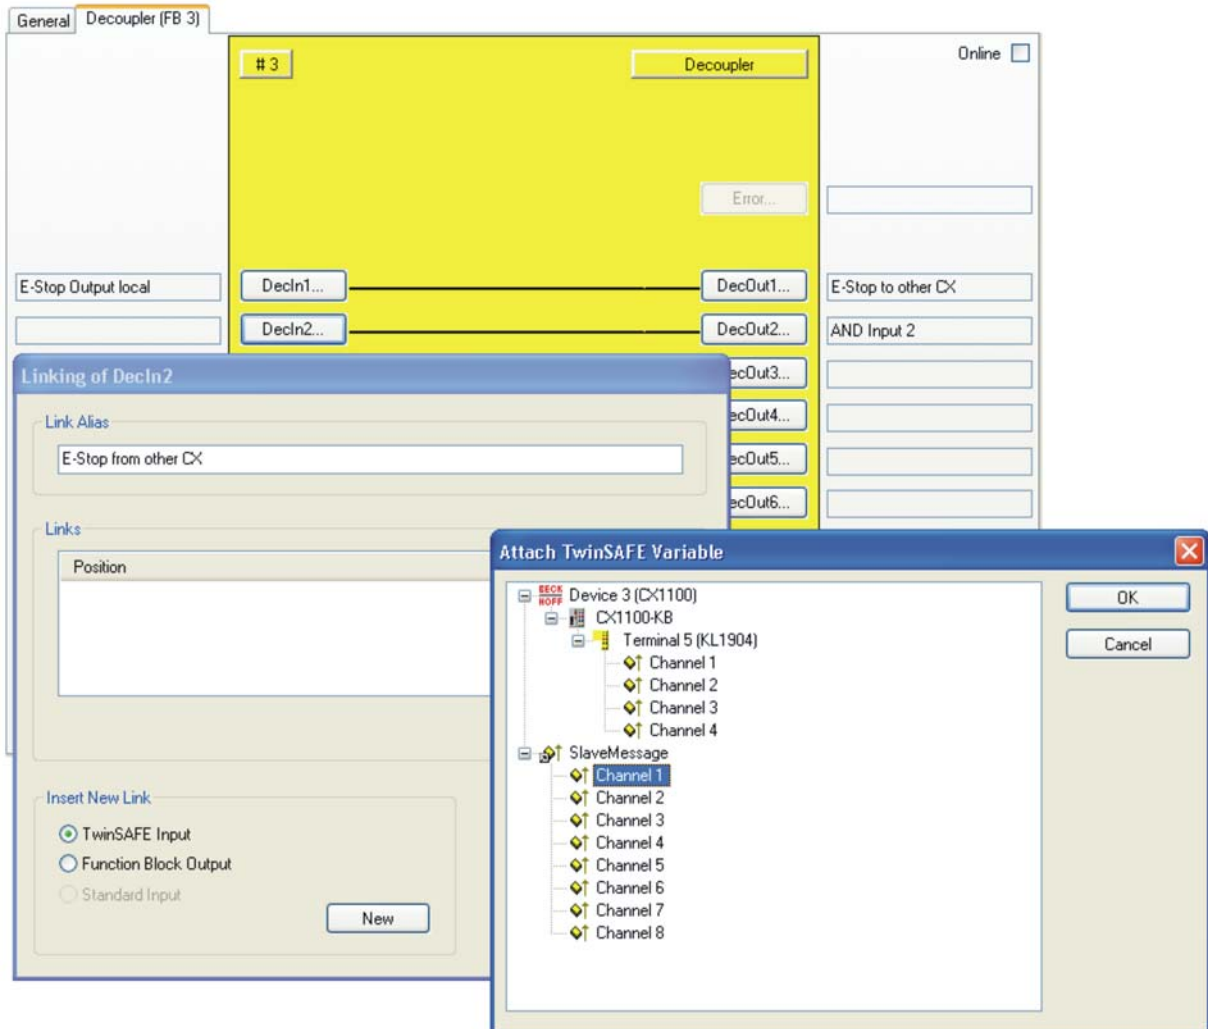 General Decoupler (FB 3)
# 3 Decoupler Online
Error...
E-Stop Output local DecIn1... DecOut1... E-Stop to other CX
DecIn2... DecOut2... AND Input 2
Linking of DecIn2
ecOut3...
Link Alias
ecOut4...
E-Stop from other CX
ecOut5...
ecOut6...
Links
Position
Attach TwinSAFE Variable
BECK HOFF Device 3 (CX1100)
OK
CX1100-KB
Terminal 5 (KL1904)
Cancel
Channel 1
Channel 2
Channel 3
Channel 4
SlaveMessage
Channel 1
Channel 2
Channel 3
Channel 4
Channel 5
Channel 6
Channel 7
Channel 8
Insert New Link
TwinSAFE Input
Function Block Output
Standard Input
New